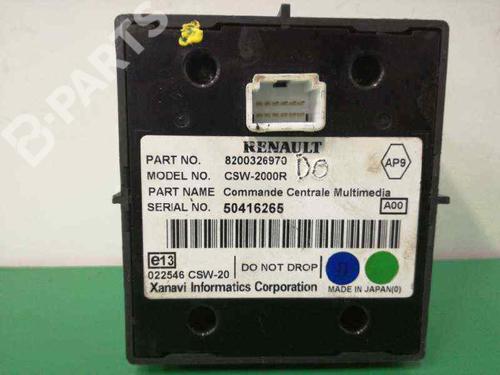 B-PARTS
RENAULT
PART NO. 8200326970
MODEL NO. CSW-2000R
DO
AP9
PART NAME Commande Centrale Multimedia
SERIAL NO. 50416265
A00
e13
022546 CSW-20
DO NOT DROP
MADE IN JAPAN(0)
Xanavi Informatics Corporation